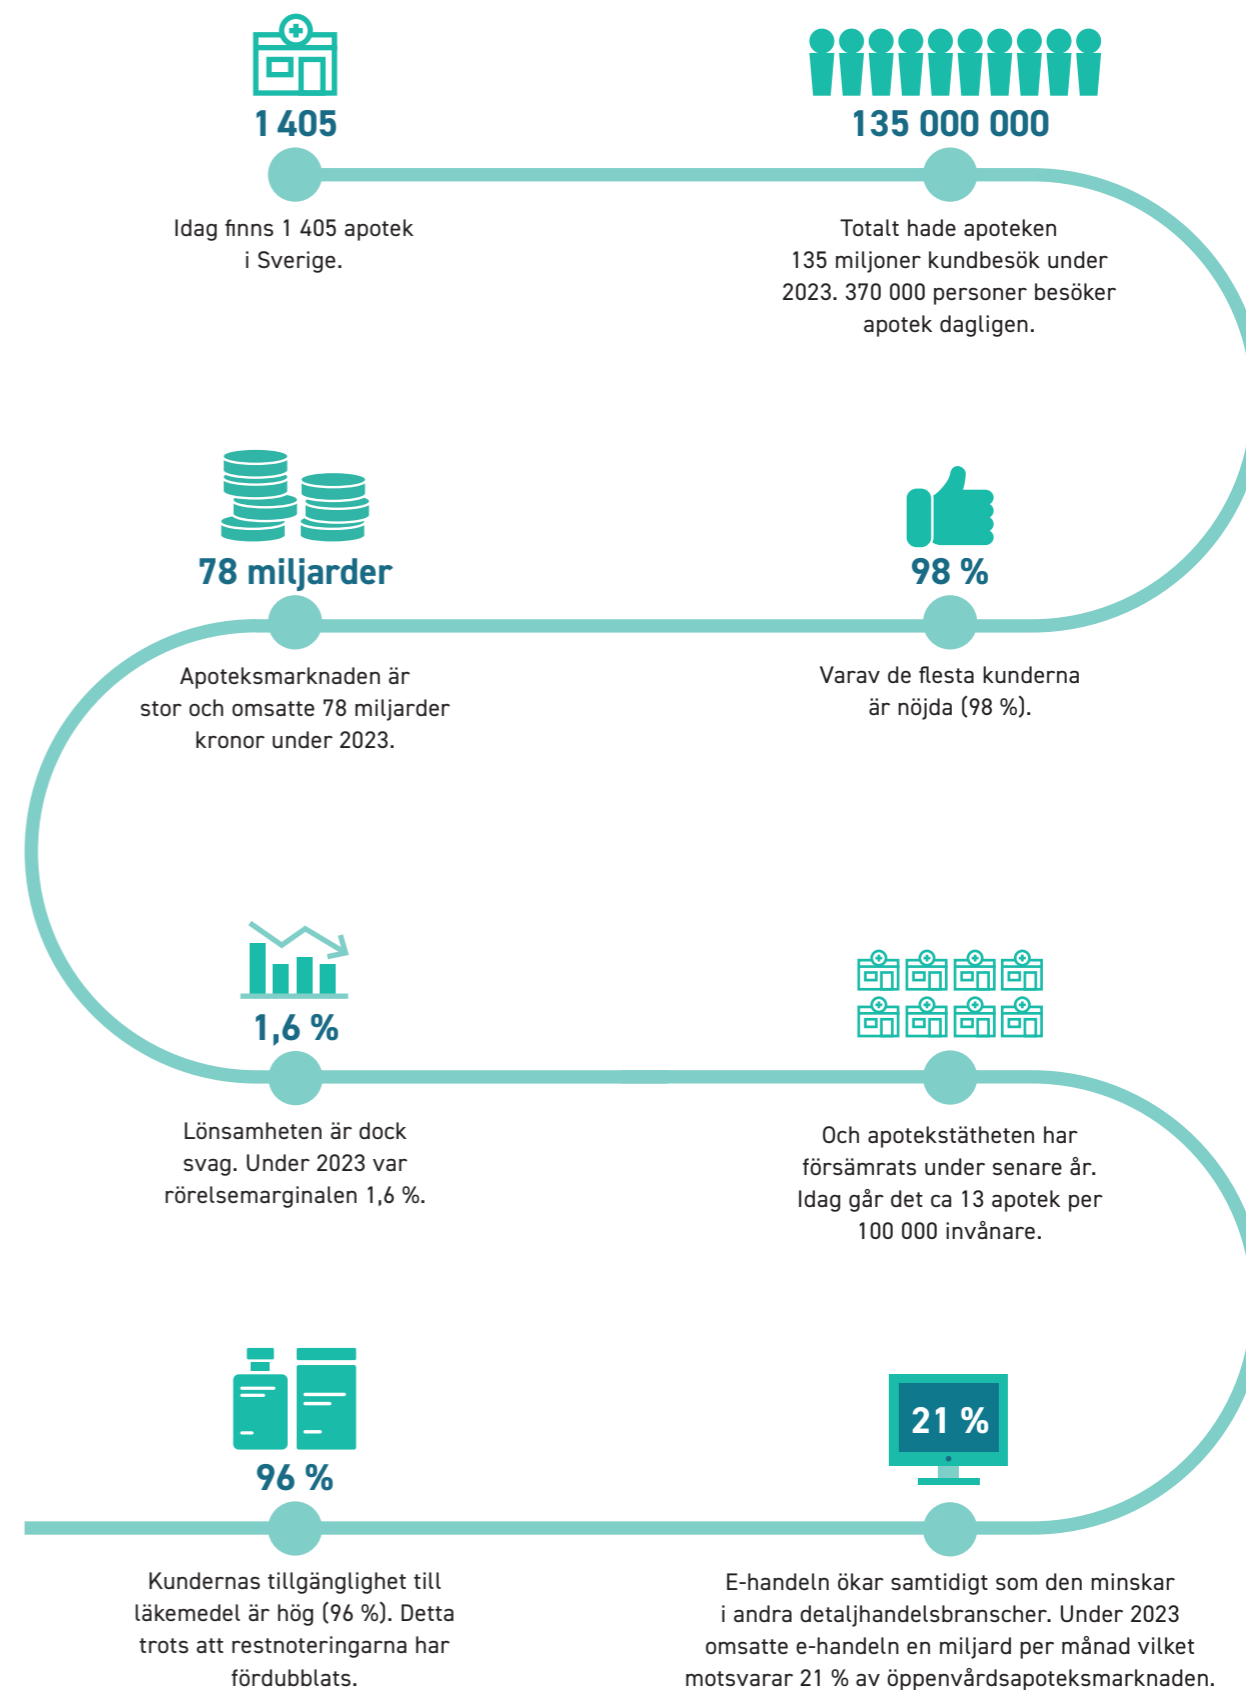 1 405
Idag finns 1 405 apotek
i Sverige.
135 000 000
Totalt hade apoteken
135 miljoner kundbesök under
2023. 370 000 personer besöker
apotek dagligen.
98 %
Varav de flesta kunderna
är nöjda (98 %).
78 miljarder
Apoteksmarknaden är
stor och omsatte 78 miljarder
kronor under 2023.
1,6 %
Lönsamheten är dock
svag. Under 2023 var
rörelsemarginalen 1,6 %.
Och apotekstätheten har
försämrats under senare år.
Idag går det ca 13 apotek per
100 000 invånare.
21 %
E-handeln ökar samtidigt som den minskar
i andra detaljhandelsbranscher. Under 2023
omsatte e-handeln en miljard per månad vilket
motsvarar 21 % av öppenvårdsapoteksmarknaden.
96 %
Kundernas tillgänglighet till
läkemedel är hög (96 %). Detta
trots att restnoteringarna har
fördubblats.